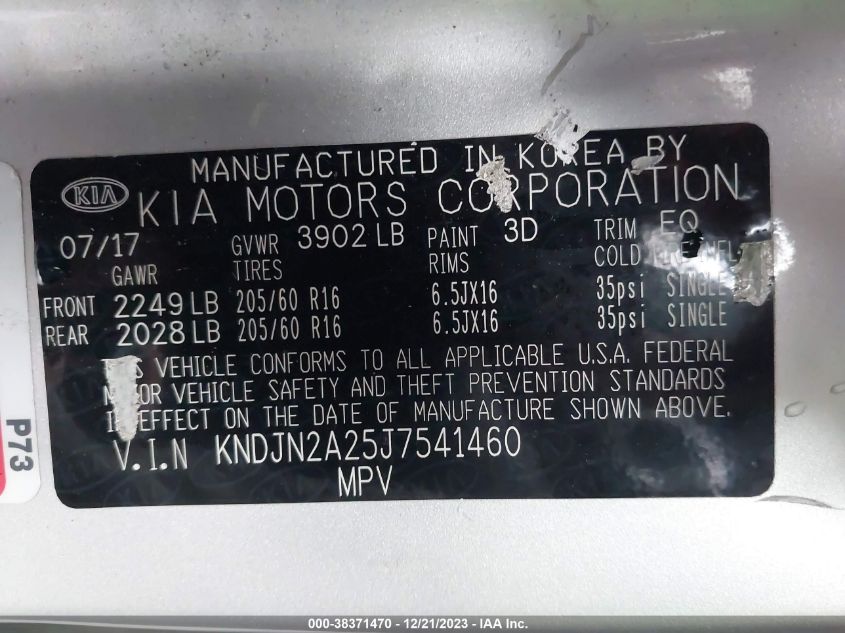 MANUFACTURED IN KOREA BY
KIA
KIA MOTORS CORPORATION
07/17 GVWR 3902 LB PAINT 3D TRIM EQ
GAWR TIRES RIMS COLD
FRONT 2249 LB 205/60 R16 6.5JX16 35psi SINGLE
REAR 2028 LB 205/60 R16 6.5JX16 35psi SINGLE
VEHICLE CONFORMS TO ALL APPLICABLE U.S.A. FEDERAL
VEHICLE SAFETY AND THEFT PREVENTION STANDARDS
EFFECT ON THE DATE OF MANUFACTURE SHOWN ABOVE.
V.I.N KNDJN2A25J7541460
MPV
P73
000-38371470 - 12/21/2023 - IAA Inc.